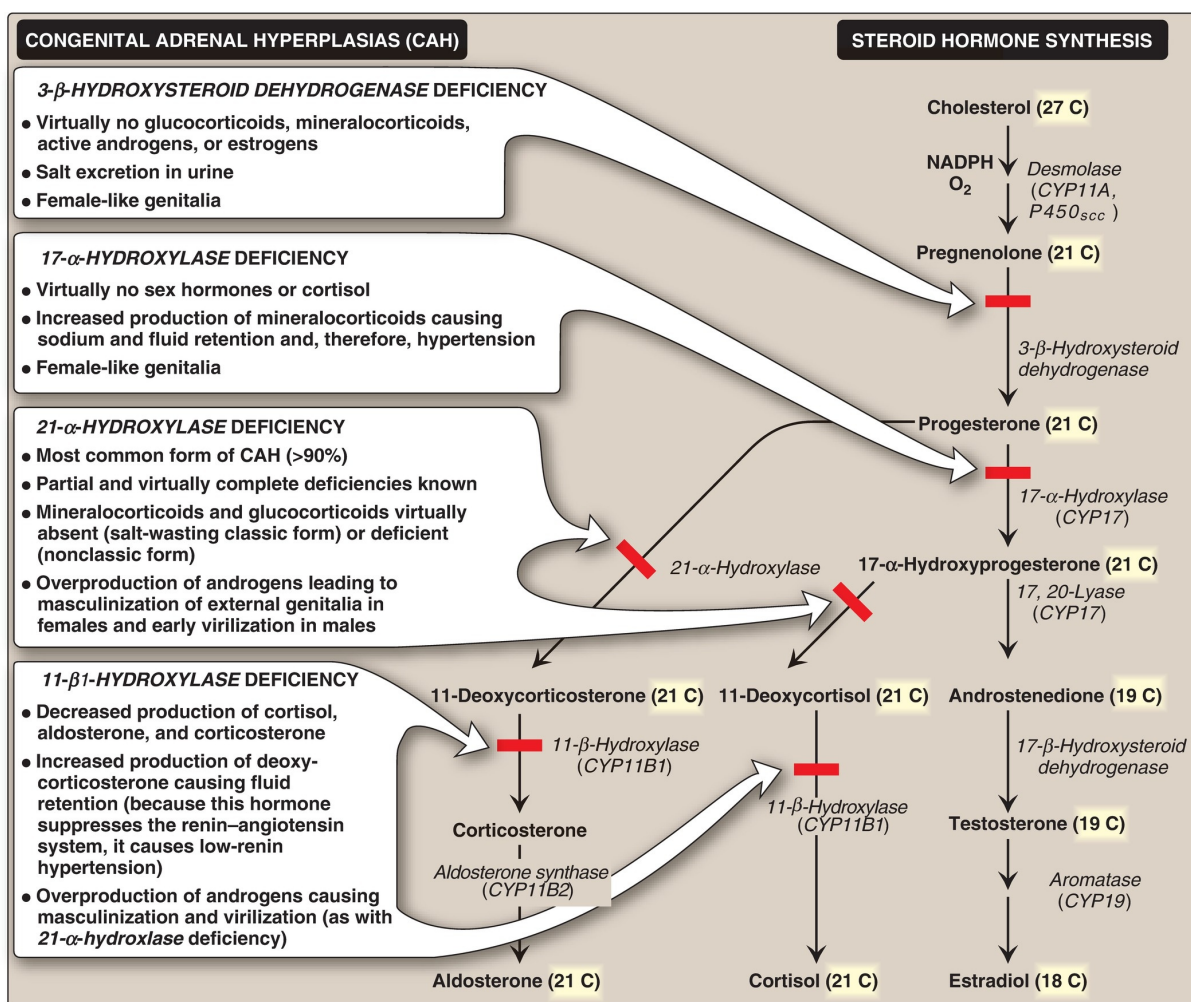 CONGENITAL ADRENAL HYPERPLASIAS (CAH)
3-β-HYDROXYSTEROID DEHYDROGENASE DEFICIENCY
• Virtually no glucocorticoids, mineralocorticoids,
active androgens, or estrogens
• Salt excretion in urine
• Female-like genitalia
17-α-HYDROXYLASE DEFICIENCY
• Virtually no sex hormones or cortisol
• Increased production of mineralocorticoids causing
sodium and fluid retention and, therefore, hypertension
• Female-like genitalia
21-α-HYDROXYLASE DEFICIENCY
• Most common form of CAH (>90%)
• Partial and virtually complete deficiencies known
• Mineralocorticoids and glucocorticoids virtually
absent (salt-wasting classic form) or deficient
(nonclassic form)
• Overproduction of androgens leading to
masculinization of external genitalia in
females and early virilization in males
11-β1-HYDROXYLASE DEFICIENCY
• Decreased production of cortisol,
aldosterone, and corticosterone
• Increased production of deoxy-
corticosterone causing fluid
retention (because this hormone
suppresses the renin–angiotensin
system, it causes low-renin
hypertension)
• Overproduction of androgens causing
masculinization and virilization (as with
21-α-hydroxlase deficiency)
STEROID HORMONE SYNTHESIS
Cholesterol (27 C)
NADPH
O₂
Desmolase
(CYP11A,
P450scc )
Pregnenolone (21 C)
3-β-Hydroxysteroid
dehydrogenase
Progesterone (21 C)
17-α-Hydroxylase
(CYP17)
21-α-Hydroxylase
17-α-Hydroxyprogesterone (21 C)
17, 20-Lyase
(CYP17)
11-Deoxycorticosterone (21 C)
11-Deoxycortisol (21 C)
Androstenedione (19 C)
11-β-Hydroxylase
(CYP11B1)
11-β-Hydroxylase
(CYP11B1)
17-β-Hydroxysteroid
dehydrogenase
Corticosterone
Testosterone (19 C)
Aldosterone synthase
(CYP11B2)
Aromatase
(CYP19)
Aldosterone (21 C)
Cortisol (21 C)
Estradiol (18 C)